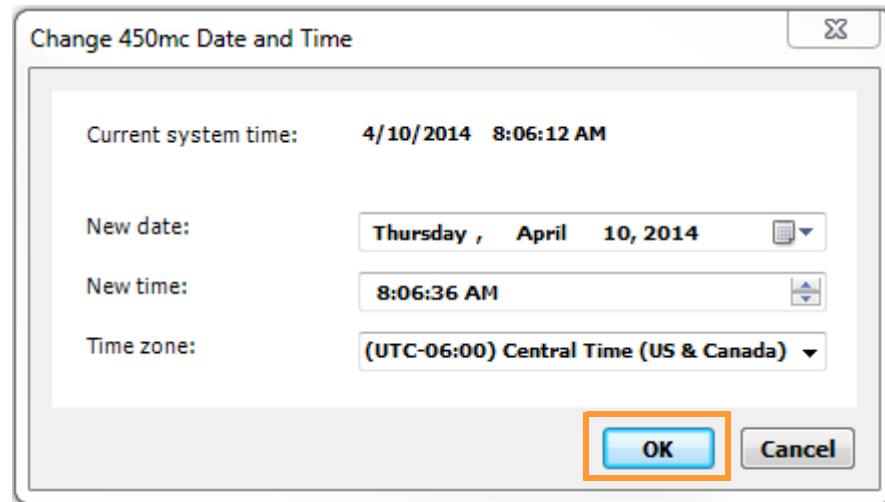 Change 450mc Date and Time
Current system time: 4/10/2014 8:06:12 AM
New date: Thursday , April 10, 2014
New time: 8:06:36 AM
Time zone: (UTC-06:00) Central Time (US & Canada)
OK Cancel